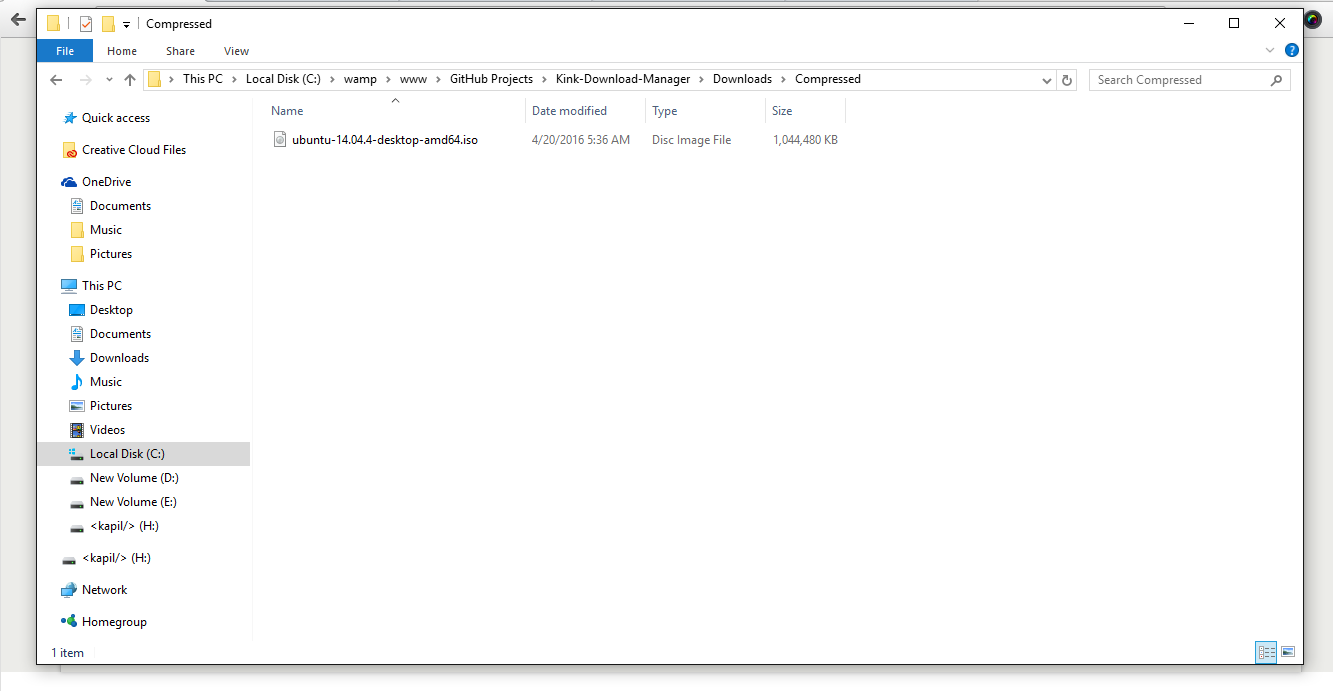 Compressed
File Home Share View
This PC Local Disk (C:) wamp www GitHub Projects Kink-Download-Manager Downloads Compressed
Search Compressed
Name Date modified Type Size
ubuntu-14.04.4-desktop-amd64.iso 4/20/2016 5:36 AM Disc Image File 1,044,480 KB
Quick access
Creative Cloud Files
OneDrive
Documents
Music
Pictures
This PC
Desktop
Documents
Downloads
Music
Pictures
Videos
Local Disk (C:)
New Volume (D:)
New Volume (E:)
<kapil/> (H:)
<kapil/> (H:)
Network
Homegroup
1 item